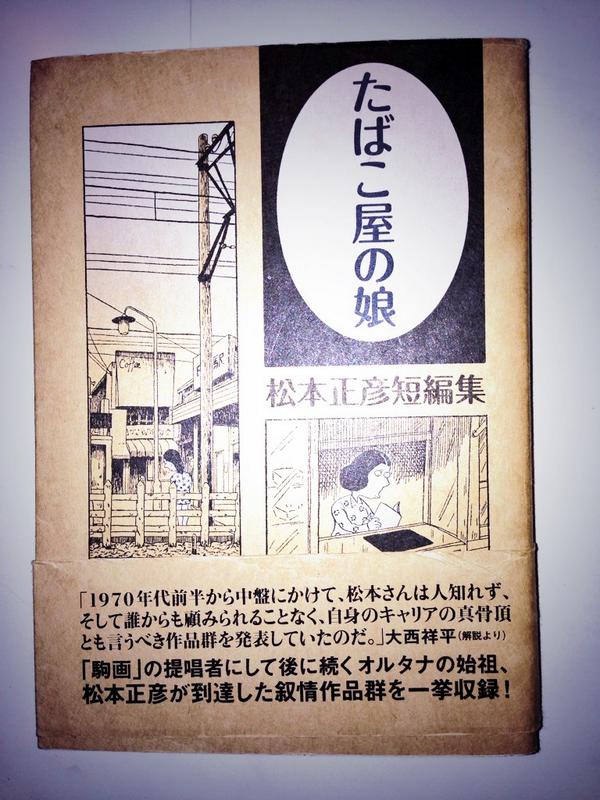 たばこ屋の娘
松本正彦短編集
Coffee
「1970年代前半から中盤にかけて、松本さんは人知れず、
そして誰からも顧みられることなく、自身のキャリアの真骨頂
とも言うべき作品群を発表していたのだ。」大西祥平(解説より)
「駒画」の提唱者にして後に続くオルタナの始祖、
松本正彦が到達した叙情作品群を一挙収録!